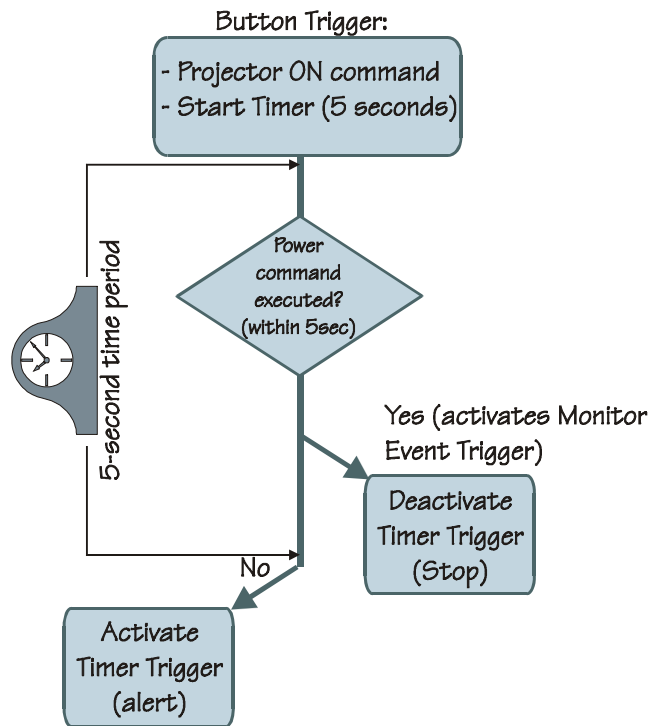 Button Trigger:
- Projector ON command
- Start Timer (5 seconds)
Power
command
executed?
(within 5sec)
5-second time period
Yes (activates Monitor
Event Trigger)
Deactivate
Timer Trigger
(Stop)
No
Activate
Timer Trigger
(alert)